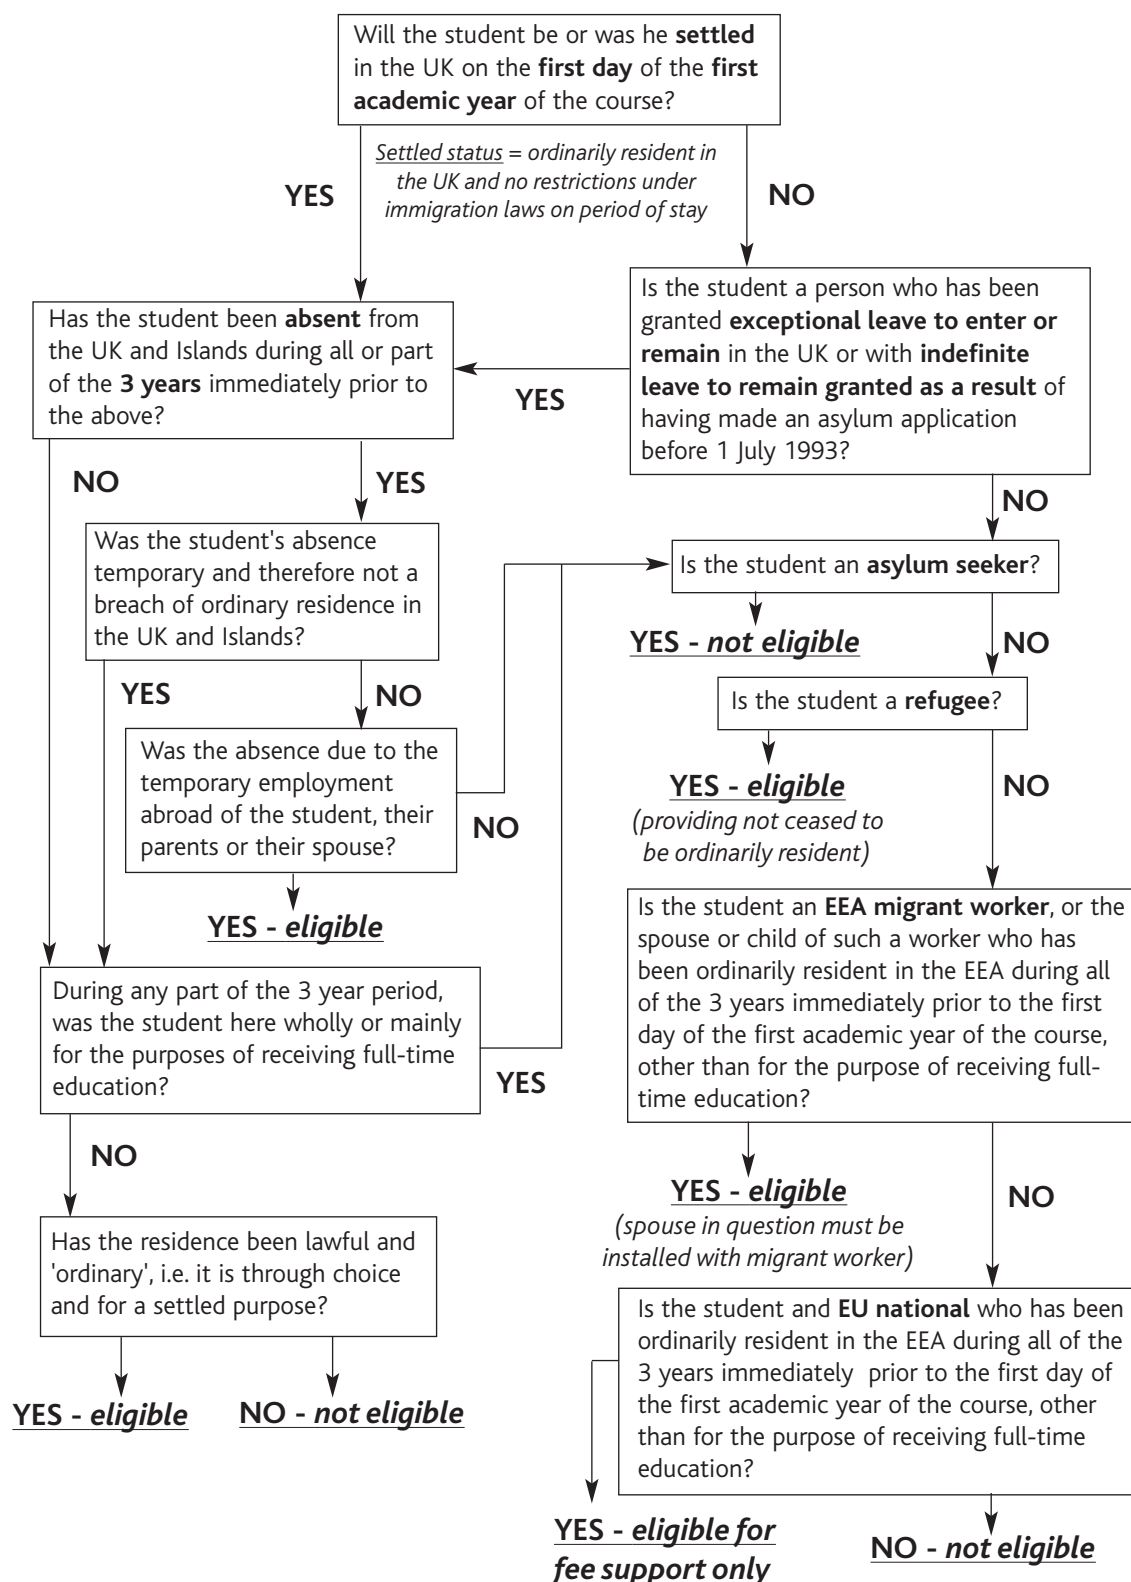 Will the student be or was he settled
in the UK on the first day of the first
academic year of the course?
Settled status = ordinarily resident in
the UK and no restrictions under
immigration laws on period of stay
YES
NO
Has the student been absent from
the UK and Islands during all or part
of the 3 years immediately prior to
the above?
Is the student a person who has been
granted exceptional leave to enter or
remain in the UK or with indefinite
leave to remain granted as a result of
having made an asylum application
before 1 July 1993?
YES
NO
YES
NO
Was the student's absence
temporary and therefore not a
breach of ordinary residence in
the UK and Islands?
Is the student an asylum seeker?
YES - not eligible
NO
YES
NO
Is the student a refugee?
Was the absence due to the
temporary employment
abroad of the student, their
parents or their spouse?
NO
YES - eligible
(providing not ceased to
be ordinarily resident)
NO
YES - eligible
Is the student an EEA migrant worker, or the
spouse or child of such a worker who has
been ordinarily resident in the EEA during all
of the 3 years immediately prior to the first
day of the first academic year of the course,
other than for the purpose of receiving full-
time education?
During any part of the 3 year period,
was the student here wholly or mainly
for the purposes of receiving full-time
education?
YES
NO
YES - eligible
(spouse in question must be
installed with migrant worker)
NO
Has the residence been lawful and
'ordinary', i.e. it is through choice
and for a settled purpose?
Is the student and EU national who has been
ordinarily resident in the EEA during all of the
3 years immediately prior to the first day of
the first academic year of the course, other
than for the purpose of receiving full-time
education?
YES - eligible
NO - not eligible
YES - eligible for
fee support only
NO - not eligible